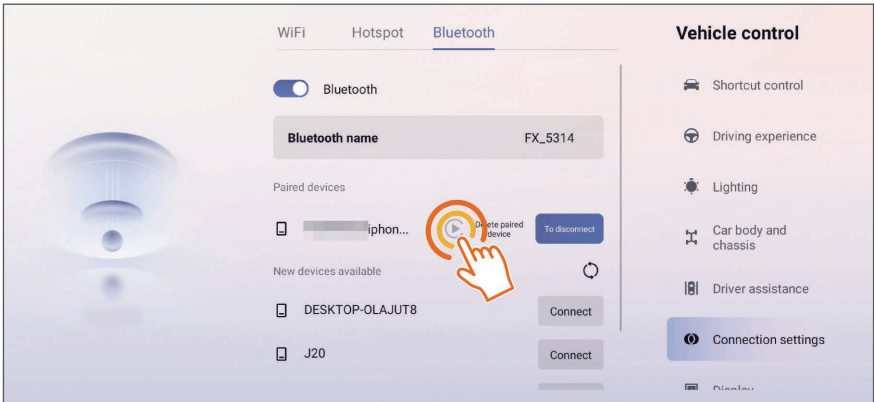 WiFi Hotspot Bluetooth
Bluetooth
Bluetooth name FX_5314
Paired devices
iphon... Delete paired
device To disconnect
New devices available
DESKTOP-OLAJUT8 Connect
J20 Connect
Vehicle control
Shortcut control
Driving experience
Lighting
Car body and
chassis
Driver assistance
Connection settings
Display